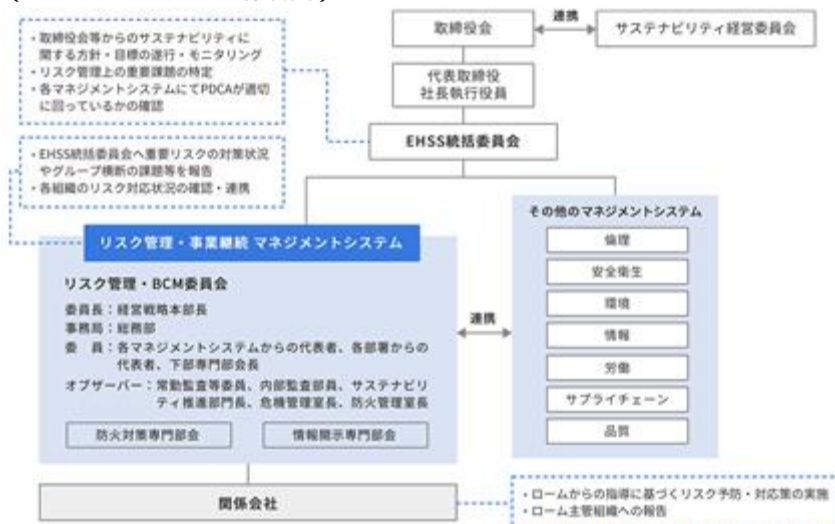 取締役会
連携
サステナビリティ経営委員会
・取締役会等からのサステナビリティに
関する方針・目標の遂行・モニタリング
・リスク管理上の重要課題の特定
・各マネジメントシステムにてPDCAが適切
に回っているかの確認
代表取締役
社長執行役員
EHSS統括委員会
・EHSS統括委員会へ重要リスクの対策状況
やグループ横断の課題等を報告
・各組織のリスク対応状況の確認・連携
リスク管理・事業継続 マネジメントシステム
リスク管理・BCM委員会
委員長：経営戦略本部長
事務局：総務部
委　員：各マネジメントシステムからの代表者、各部署からの
代表者、下部専門部会長
オブザーバー：常勤監査等委員、内部監査部員、サステナビリ
ティ推進部門長、危機管理室長、防火管理室長
防火対策専門部会
情報開示専門部会
連携
その他のマネジメントシステム
倫理
安全衛生
環境
情報
労働
サプライチェーン
品質
関係会社
・ロームからの指導に基づくリスク予防・対応策の実施
・ローム主管組織への報告